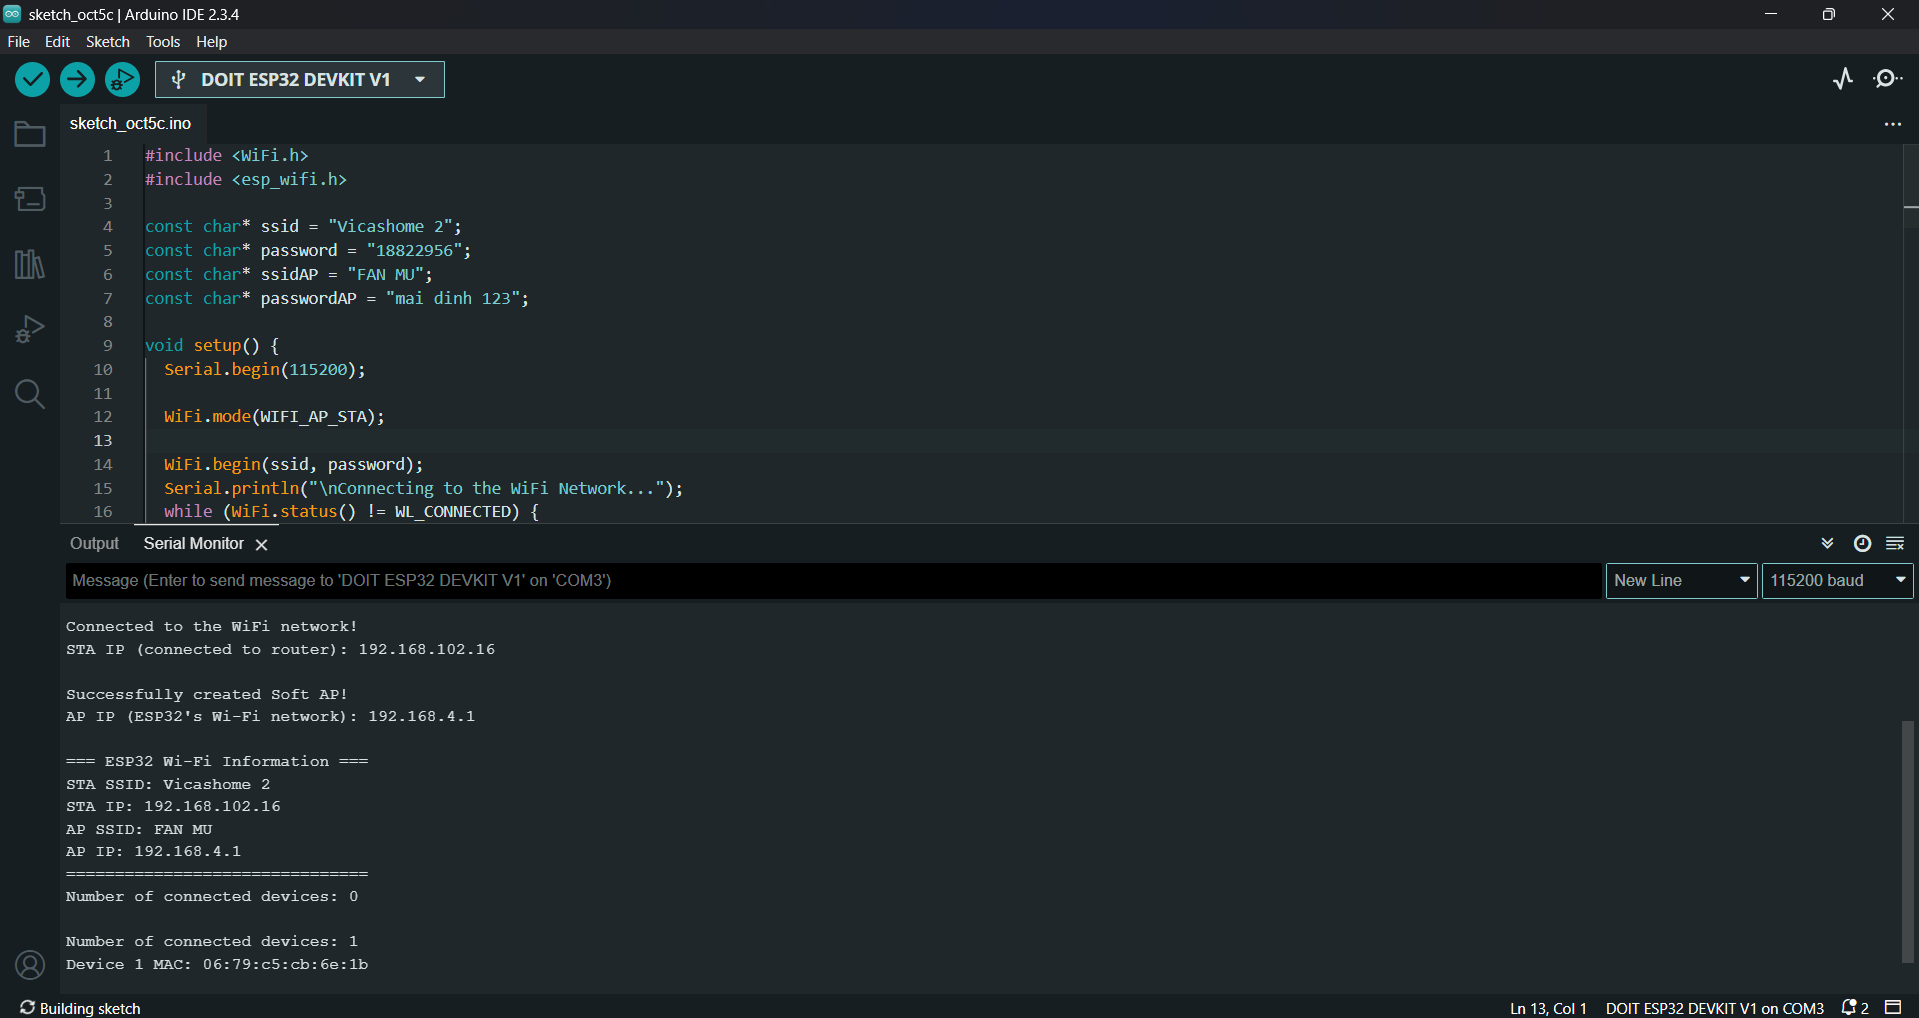 sketch_oct5c | Arduino IDE 2.3.4
File Edit Sketch Tools Help
DOIT ESP32 DEVKIT V1
sketch_oct5c.ino
1 #include <WiFi.h>
2 #include <esp_wifi.h>
3
4 const char* ssid = "Vicashome 2";
5 const char* password = "18822956";
6 const char* ssidAP = "FAN MU";
7 const char* passwordAP = "mai dinh 123";
8
9 void setup() {
10 Serial.begin(115200);
11
12 WiFi.mode(WIFI_AP_STA);
13
14 WiFi.begin(ssid, password);
15 Serial.println("\nConnecting to the WiFi Network...");
16 while (WiFi.status() != WL_CONNECTED) {
Output Serial Monitor
Message (Enter to send message to 'DOIT ESP32 DEVKIT V1' on 'COM3') New Line 115200 baud
Connected to the WiFi network!
STA IP (connected to router): 192.168.102.16
Successfully created Soft AP!
AP IP (ESP32's Wi-Fi network): 192.168.4.1
=== ESP32 Wi-Fi Information ===
STA SSID: Vicashome 2
STA IP: 192.168.102.16
AP SSID: FAN MU
AP IP: 192.168.4.1
===============================
Number of connected devices: 0
Number of connected devices: 1
Device 1 MAC: 06:79:c5:cb:6e:1b
Building sketch Ln 13, Col 1 DOIT ESP32 DEVKIT V1 on COM3 2